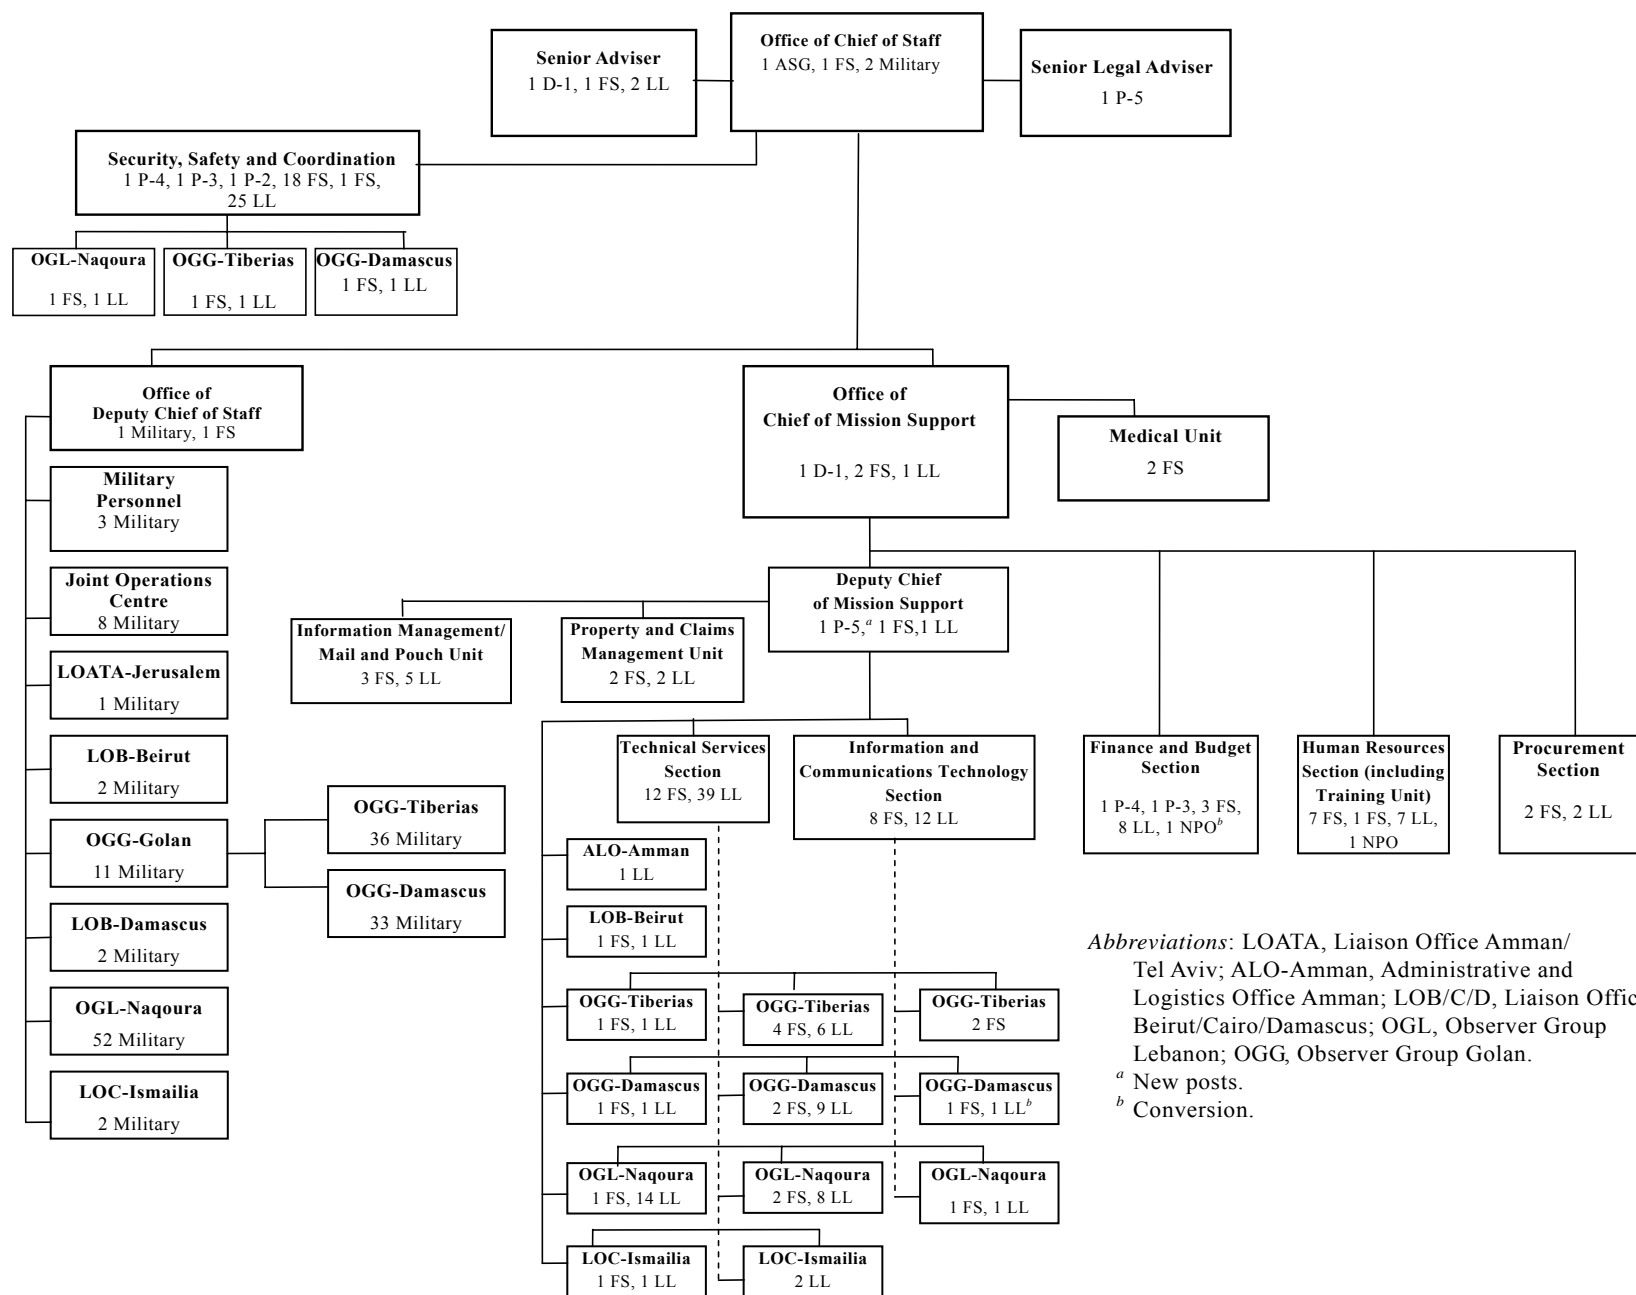 Office of Chief of Staff
1 ASG, 1 FS, 2 Military
Senior Adviser
1 D-1, 1 FS, 2 LL
Senior Legal Adviser
1 P-5
Security, Safety and Coordination
1 P-4, 1 P-3, 1 P-2, 18 FS, 1 FS,
25 LL
OGL-Naqoura
1 FS, 1 LL
OGG-Tiberias
1 FS, 1 LL
OGG-Damascus
1 FS, 1 LL
Office of
Deputy Chief of Staff
1 Military, 1 FS
Military
Personnel
3 Military
Joint Operations
Centre
8 Military
LOATA-Jerusalem
1 Military
LOB-Beirut
2 Military
OGG-Golan
11 Military
OGG-Tiberias
36 Military
OGG-Damascus
33 Military
LOB-Damascus
2 Military
OGL-Naqoura
52 Military
LOC-Ismailia
2 Military
Office of
Chief of Mission Support
1 D-1, 2 FS, 1 LL
Medical Unit
2 FS
Deputy Chief
of Mission Support
1 P-5,a 1 FS,1 LL
Information Management/
Mail and Pouch Unit
3 FS, 5 LL
Property and Claims
Management Unit
2 FS, 2 LL
Technical Services
Section
12 FS, 39 LL
Information and
Communications Technology
Section
8 FS, 12 LL
Finance and Budget
Section
1 P-4, 1 P-3, 3 FS,
8 LL, 1 NPOb
Human Resources
Section (including
Training Unit)
7 FS, 1 FS, 7 LL,
1 NPO
Procurement
Section
2 FS, 2 LL
ALO-Amman
1 LL
LOB-Beirut
1 FS, 1 LL
OGG-Tiberias
1 FS, 1 LL
OGG-Tiberias
4 FS, 6 LL
OGG-Tiberias
2 FS
OGG-Damascus
1 FS, 1 LL
OGG-Damascus
2 FS, 9 LL
OGG-Damascus
1 FS, 1 LLb
OGL-Naqoura
1 FS, 14 LL
OGL-Naqoura
2 FS, 8 LL
OGL-Naqoura
1 FS, 1 LL
LOC-Ismailia
1 FS, 1 LL
LOC-Ismailia
2 LL
Abbreviations: LOATA, Liaison Office Amman/
Tel Aviv; ALO-Amman, Administrative and
Logistics Office Amman; LOB/C/D, Liaison Offic
Beirut/Cairo/Damascus; OGL, Observer Group
Lebanon; OGG, Observer Group Golan.
a New posts.
b Conversion.